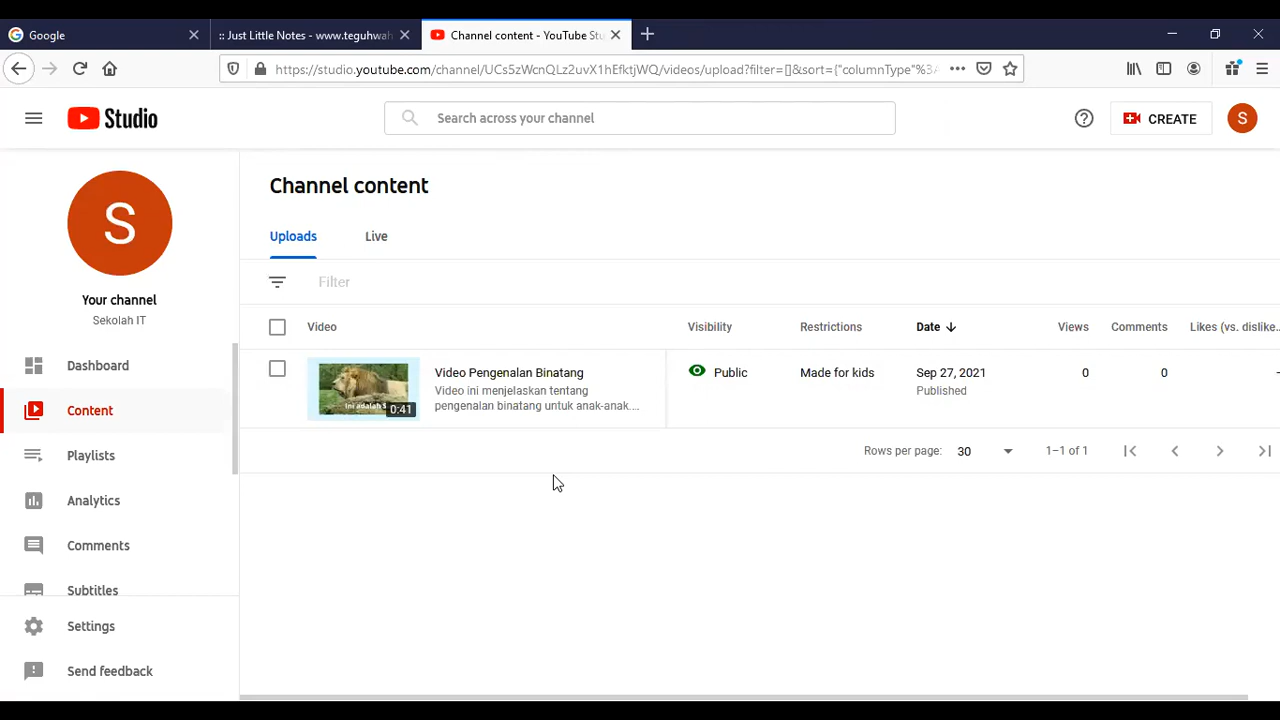 Google
:: Just Little Notes - www.teguhwah
Channel content - YouTube Stu
https://studio.youtube.com/channel/UCs5zWcnQLz2uvX1hEfktjWQ/videos/upload?filter=[]&sort={"columnType"%3A
Studio
Search across your channel
CREATE
S
S
Your channel
Sekolah IT
Dashboard
Content
Playlists
Analytics
Comments
Subtitles
Settings
Send feedback
Channel content
Uploads
Live
Filter
Video
Visibility
Restrictions
Date
Views
Comments
Likes (vs. dislike...
0:41
Video Pengenalan Binatang
Video ini menjelaskan tentang
pengenalan binatang untuk anak-anak....
Public
Made for kids
Sep 27, 2021
Published
0
0
Rows per page:
30
1–1 of 1